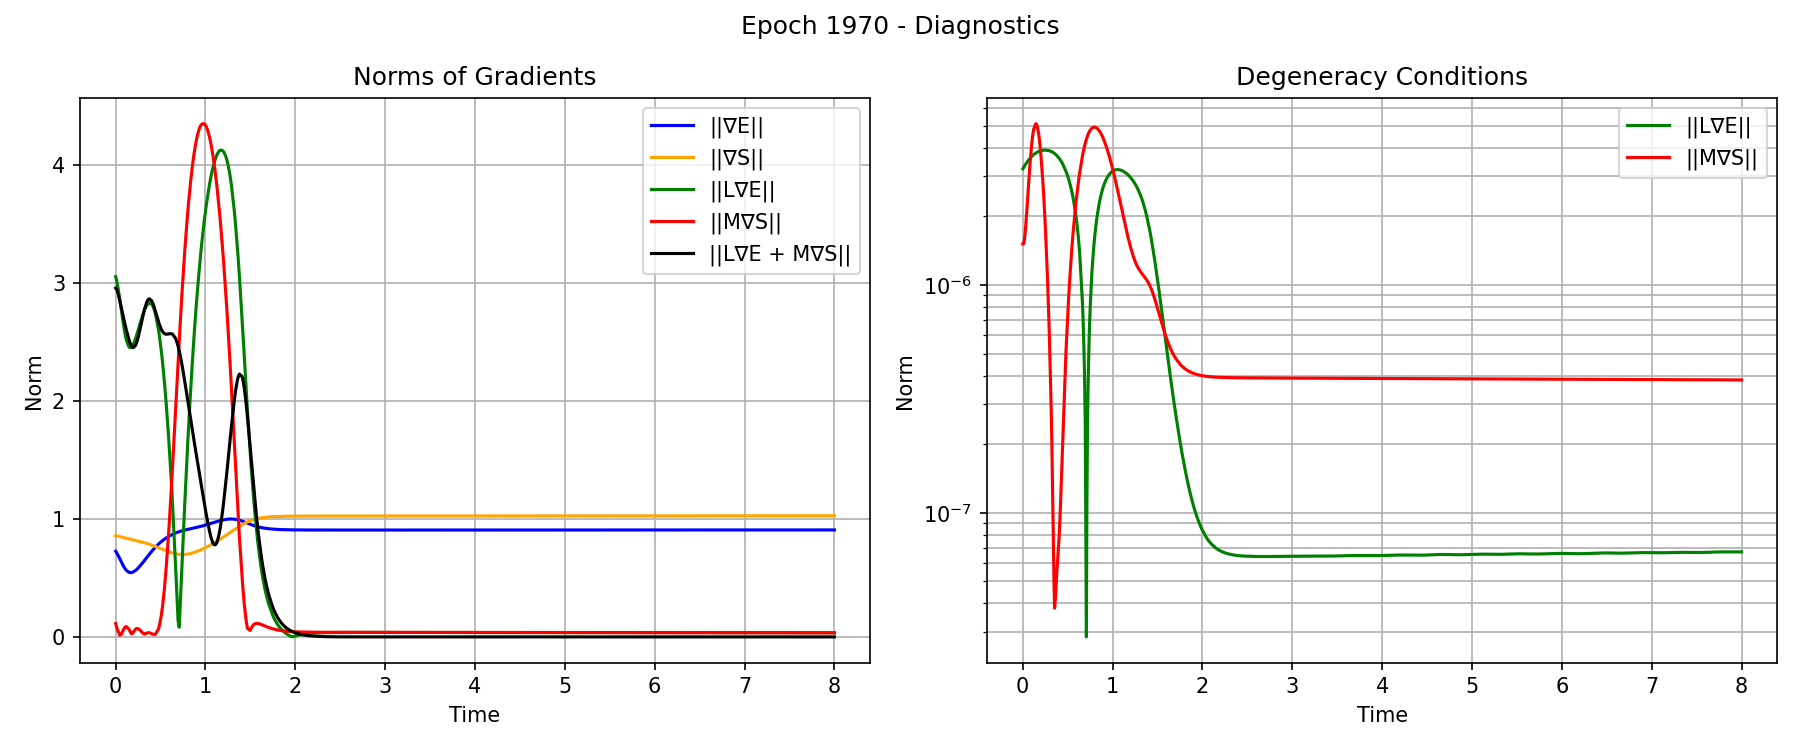 Epoch 1970 - Diagnostics
Norms of Gradients
Norm
4
3
2
1
0
0 1 2 3 4 5 6 7 8
Time
||∇E||
||∇S||
||L∇E||
||M∇S||
||L∇E + M∇S||
Degeneracy Conditions
Norm
10⁻⁶
10⁻⁷
0 1 2 3 4 5 6 7 8
Time
||L∇E||
||M∇S||